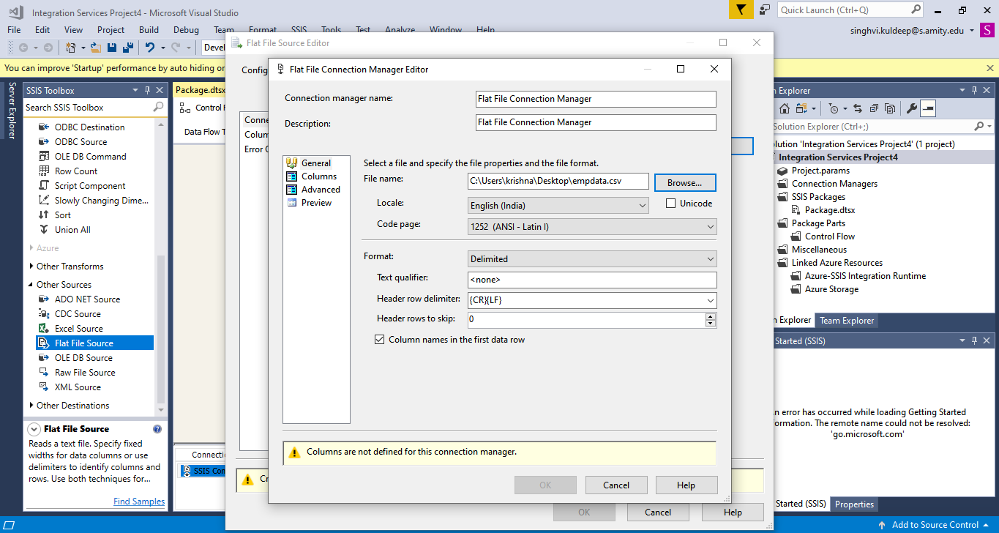 Integration Services Project4 - Microsoft Visual Studio
Quick Launch (Ctrl+Q)
File Edit View Project Build Debug Team Format SSIS Tools Test Analyze Window Help
singhvi.kuldeep@s.amity.edu
S
Devel
You can improve 'Startup' performance by auto hiding or
Server Explorer
SSIS Toolbox
Search SSIS Toolbox
ODBC Destination
ODBC Source
OLE DB Command
Row Count
Script Component
Slowly Changing Dime...
Sort
Union All
Azure
Other Transforms
Other Sources
ADO NET Source
CDC Source
Excel Source
Flat File Source
OLE DB Source
Raw File Source
XML Source
Other Destinations
Flat File Source
Reads a text file. Specify fixed
widths for data columns or use
delimiters to identify columns and
rows. Use both techniques for...
Find Samples
Package.dtsx
Control F
Data Flow T
Connectio
SSIS Con
Flat File Source Editor
Config
Conne
Colum
Error O
Cr
OK Cancel Help
Flat File Connection Manager Editor
Connection manager name: Flat File Connection Manager
Description: Flat File Connection Manager
General
Columns
Advanced
Preview
Select a file and specify the file properties and the file format.
File name: C:\Users\krishna\Desktop\empdata.csv Browse...
Locale: English (India) Unicode
Code page: 1252 (ANSI - Latin I)
Format: Delimited
Text qualifier: <none>
Header row delimiter: {CR}{LF}
Header rows to skip: 0
Column names in the first data row
Columns are not defined for this connection manager.
OK Cancel Help
n Explorer
Solution Explorer (Ctrl+;)
olution 'Integration Services Project4' (1 project)
Integration Services Project4
Project.params
Connection Managers
SSIS Packages
Package.dtsx
Package Parts
Control Flow
Miscellaneous
Linked Azure Resources
Azure-SSIS Integration Runtime
Azure Storage
n Explorer Team Explorer
Started (SSIS)
n error has occurred while loading Getting Started
formation. The remote name could not be resolved:
'go.microsoft.com'
Started (SSIS) Properties
Add to Source Control